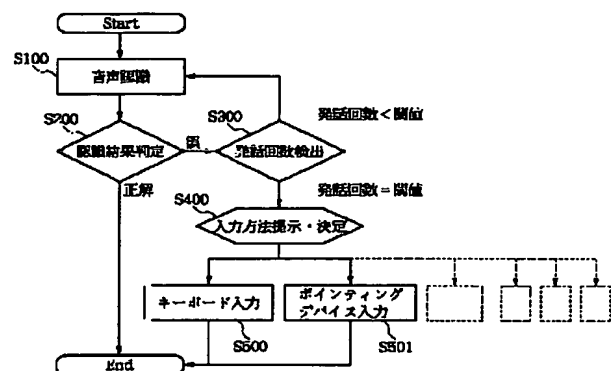 Start
S100
音声認識
S200
認識結果判定
誤
S300
発話回数検出
発話回数<閾値
正解
発話回数=閾値
S400
入力方法提示・決定
キーボード入力
ポインティング
デバイス入力
S500
S501
End